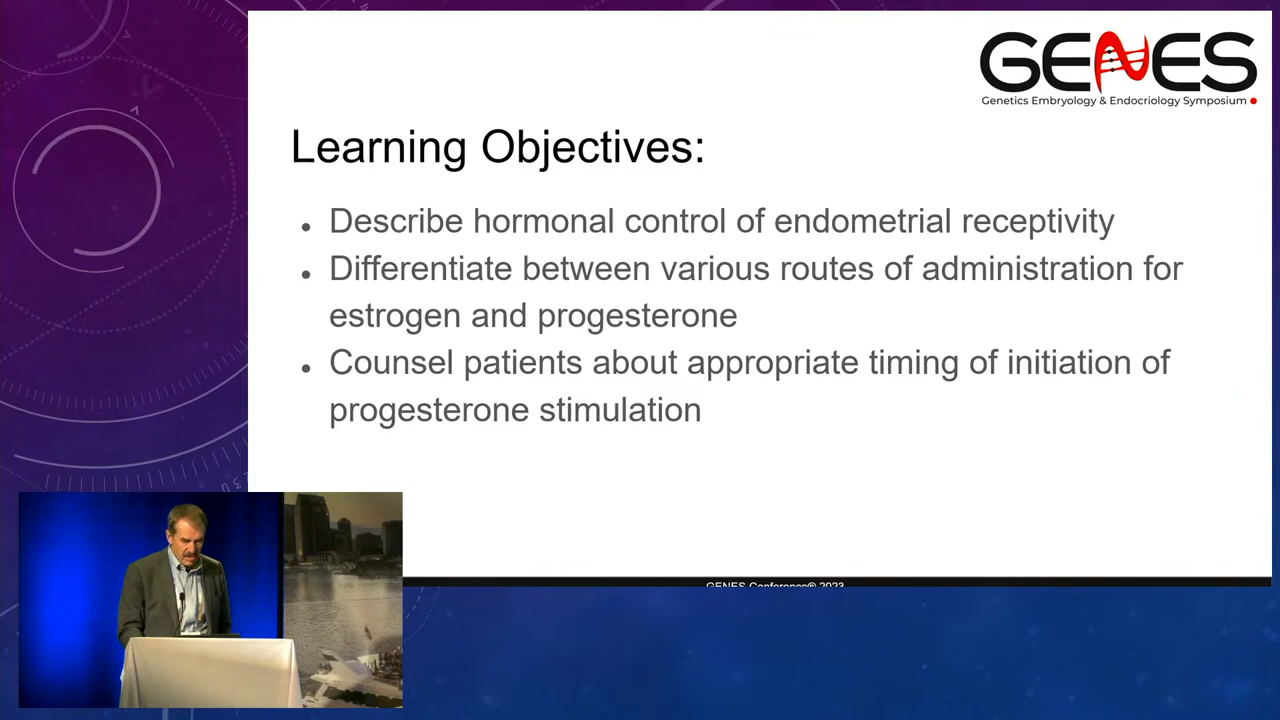 GENES
Genetics Embryology & Endocriology Symposium
Learning Objectives:
• Describe hormonal control of endometrial receptivity
• Differentiate between various routes of administration for
estrogen and progesterone
• Counsel patients about appropriate timing of initiation of
progesterone stimulation
GENES Conference® 2023
230